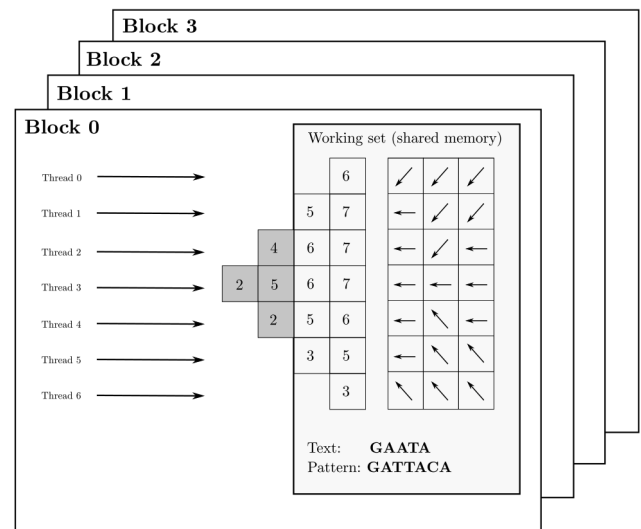 Block 3
Block 2
Block 1
Block 0
Working set (shared memory)
Thread 0 6
Thread 1 5 7
Thread 2 4 6 7
Thread 3 2 5 6 7
Thread 4 2 5 6
Thread 5 3 5
Thread 6 3
Text: GAATA
Pattern: GATTACA